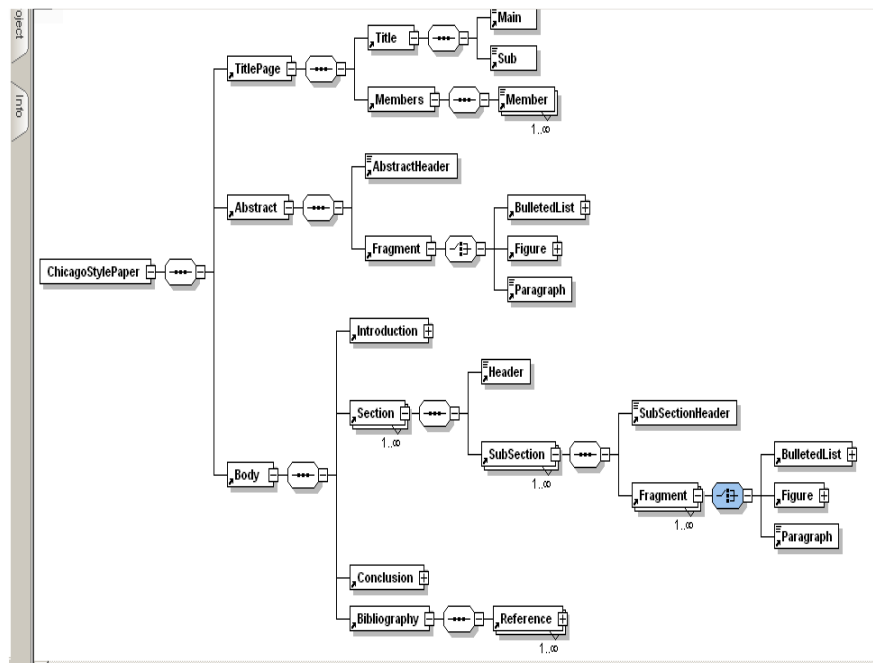 oject
Info
Main
Title
Sub
TitlePage
Members
Member
1..∞
AbstractHeader
Abstract
BulletedList
Fragment
Figure
Paragraph
ChicagoStylePaper
Introduction
Header
Section
1..∞
SubSectionHeader
SubSection
1..∞
BulletedList
Body
Fragment
1..∞
Figure
Paragraph
Conclusion
Bibliography
Reference
1..∞